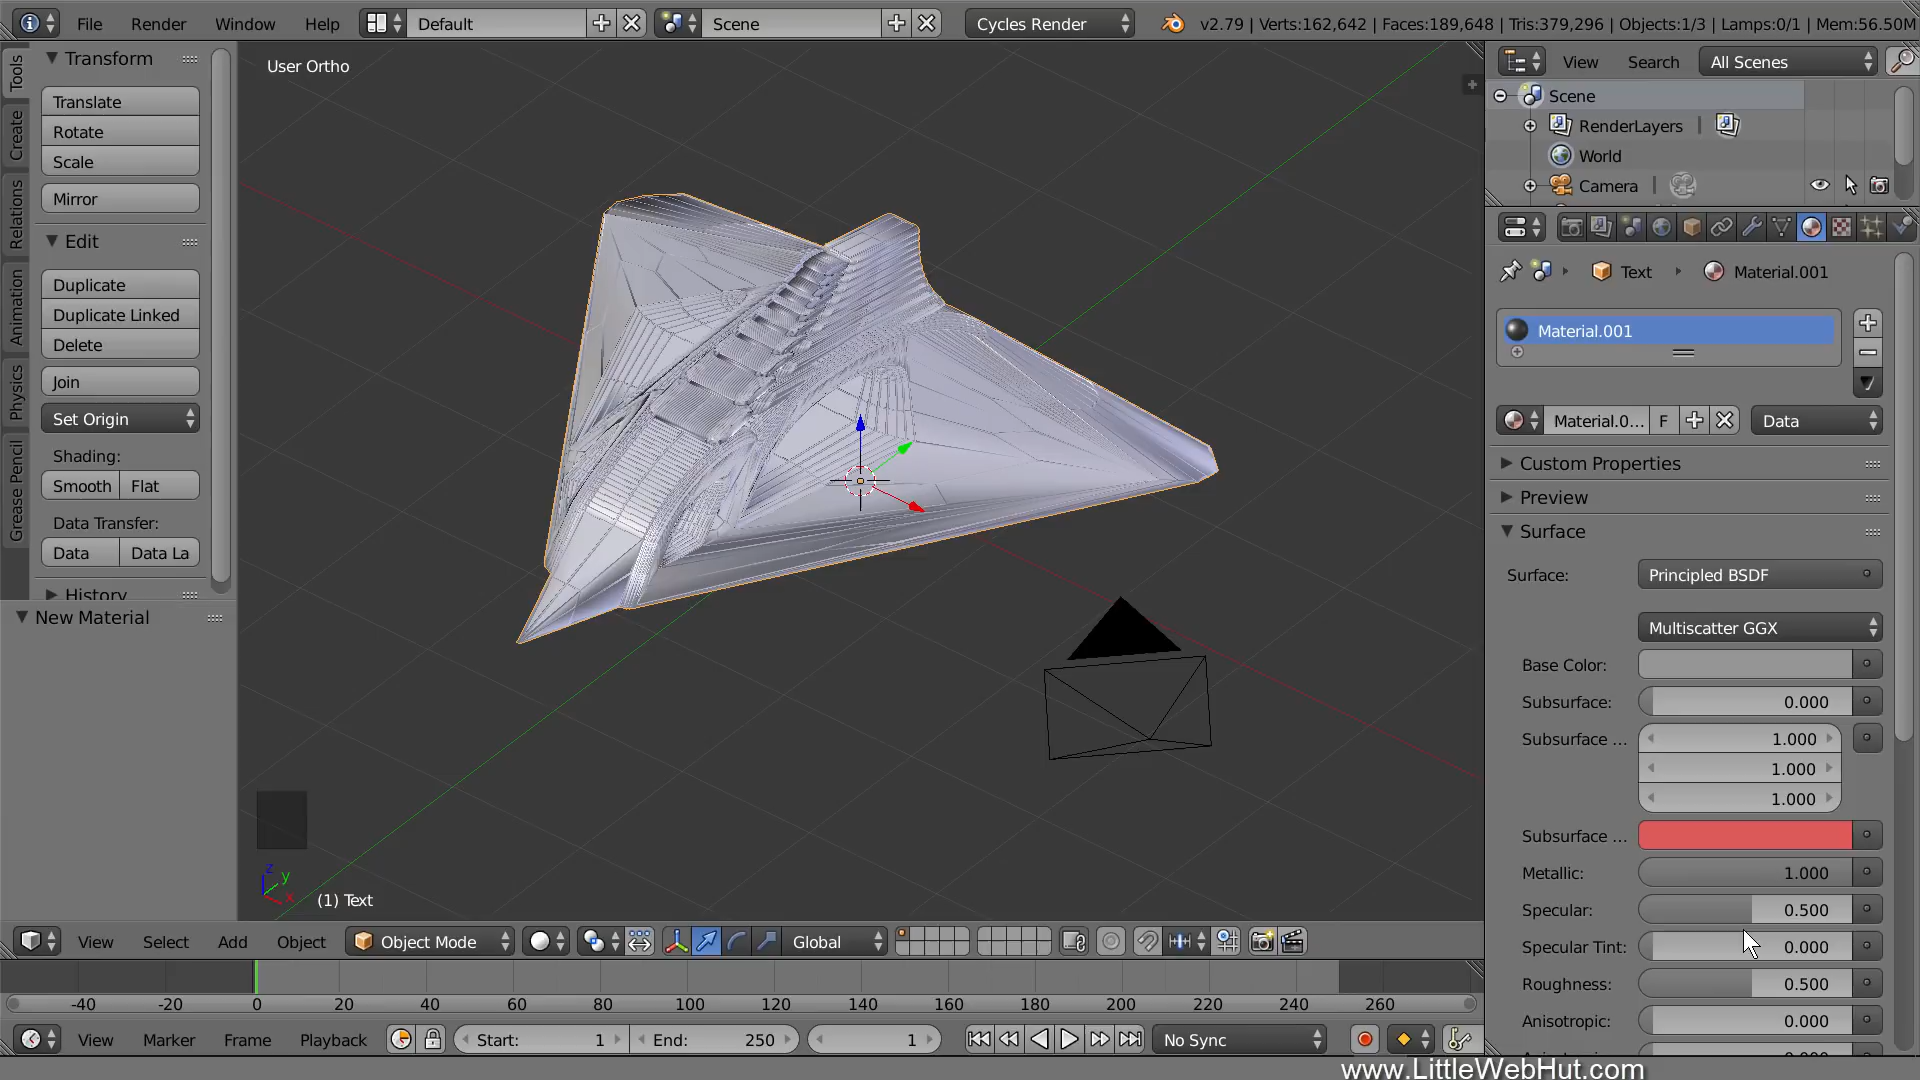 File Render Window Help Default Scene Cycles Render v2.79 | Verts:162,642 | Faces:189,648 | Tris:379,296 | Objects:1/3 | Lamps:0/1 | Mem:56.50M
Tools
Create
Relations
Animation
Physics
Grease Pencil
Transform
Translate
Rotate
Scale
Mirror
Edit
Duplicate
Duplicate Linked
Delete
Join
Set Origin
Shading:
Smooth Flat
Data Transfer:
Data Data La
History
New Material
User Ortho
z
y
x
(1) Text
View Search All Scenes
Scene
RenderLayers
World
Camera
Text Material.001
Material.001
Material.0... F Data
Custom Properties
Preview
Surface
Surface: Principled BSDF
Multiscatter GGX
Base Color:
Subsurface: 0.000
Subsurface ... 1.000
1.000
1.000
Subsurface ...
Metallic: 1.000
Specular: 0.500
Specular Tint: 0.000
Roughness: 0.500
Anisotropic: 0.000
View Select Add Object Object Mode Global
-40 -20 0 20 40 60 80 100 120 140 160 180 200 220 240 260
View Marker Frame Playback Start: 1 End: 250 1 No Sync
www.LittleWebHut.com